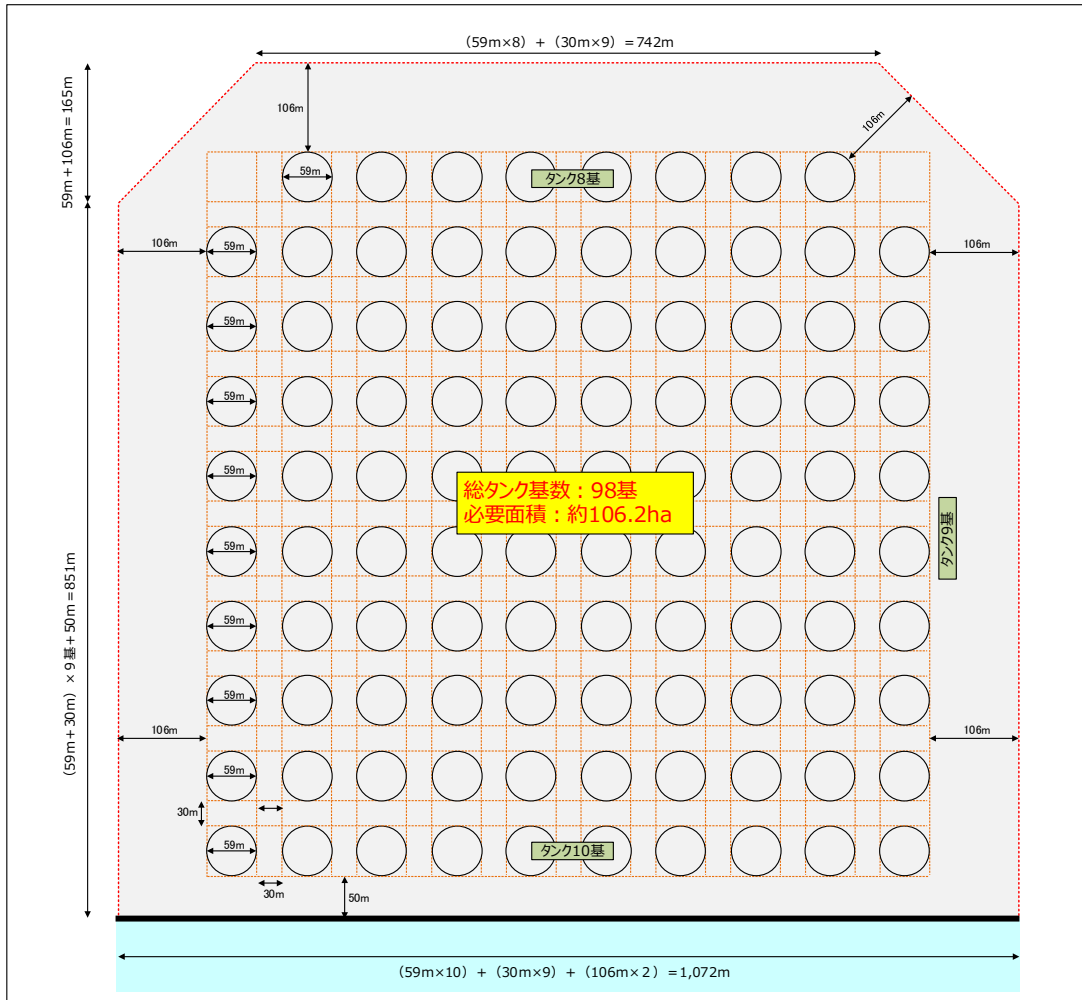 (59m×8) + (30m×9) =742m
59m+106m=165m
106m
106m
59m
タンク8基
106m
59m
106m
59m
59m
59m
総タンク基数：98基
必要面積：約106.2ha
タンク9基
59m
59m
(59m+30m) ×9基+50m=851m
59m
106m
106m
59m
30m
59m
タンク10基
30m
50m
(59m×10) + (30m×9) + (106m×2) =1,072m